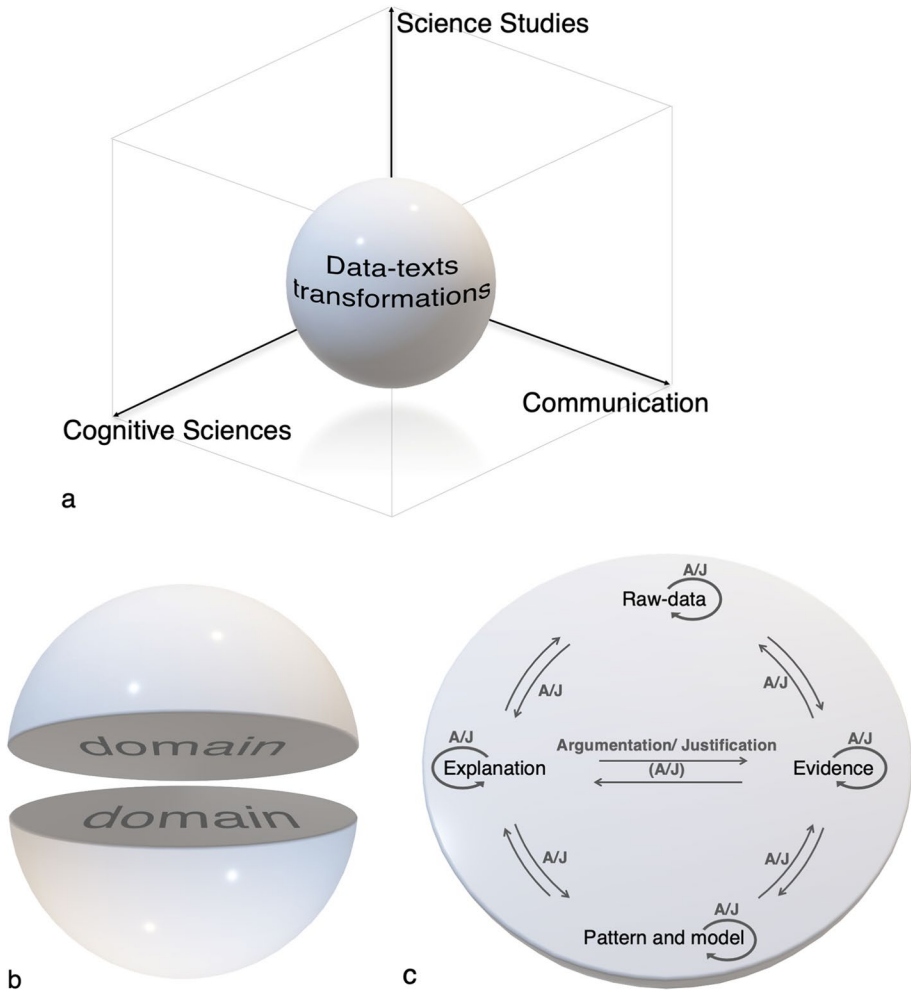 Science Studies
Data-texts
transformations
Communication
Cognitive Sciences
a
domain
domain
b
A/J
Raw-data
A/J
A/J
A/J
Explanation
Argumentation/ Justification
(A/J)
A/J
Evidence
A/J
A/J
A/J
Pattern and model
c